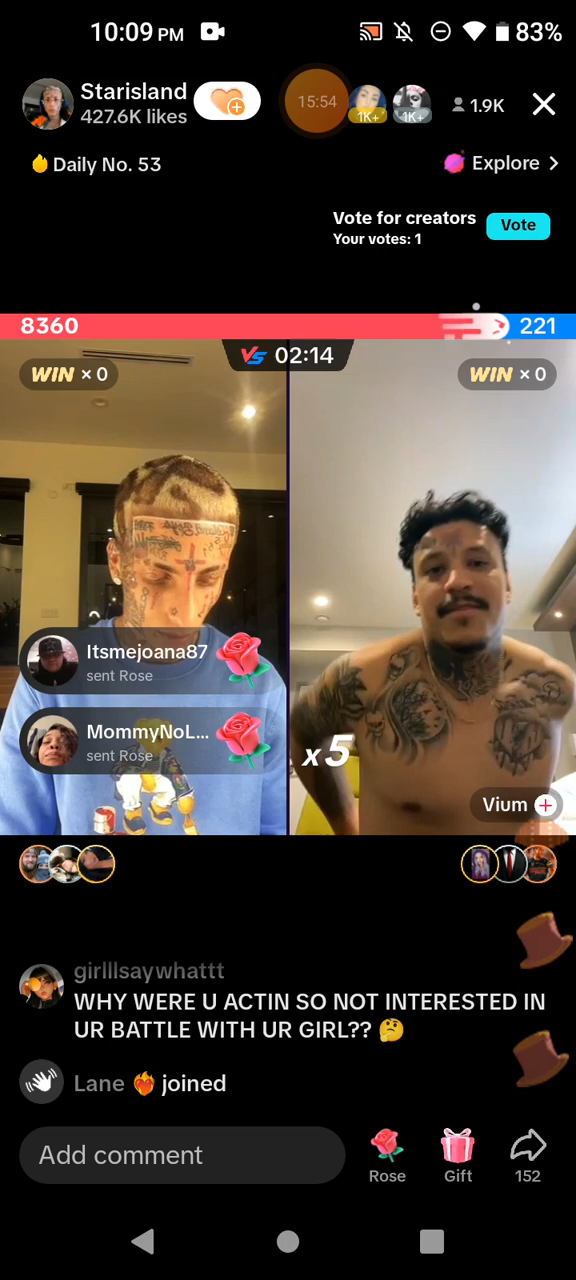 10:09 PM
83%
Starisland
427.6K likes
15:54
1K+
1K+
1.9K
Daily No. 53
Explore
Vote for creators
Your votes: 1
Vote
8360
221
VS 02:14
WIN × 0
WIN × 0
Itsmejoana87
sent Rose
MommyNoL...
sent Rose
x5
Vium
girlllsaywhattt
WHY WERE U ACTIN SO NOT INTERESTED IN
UR BATTLE WITH UR GIRL?? 🤔
Lane ❤️‍🔥 joined
Add comment
Rose
Gift
152